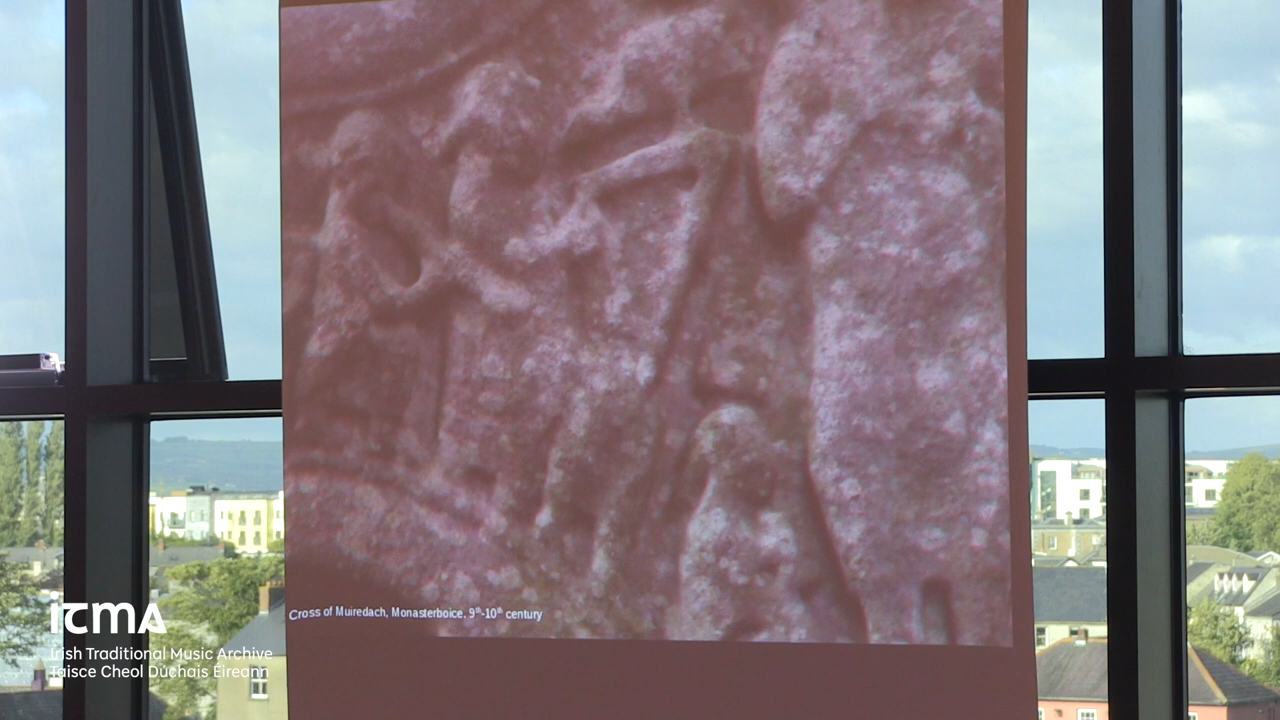 Cross of Muiredach, Monasterboice, 9th-10th century
ITMA
Irish Traditional Music Archive
Taisce Cheol Dúchais Éireann